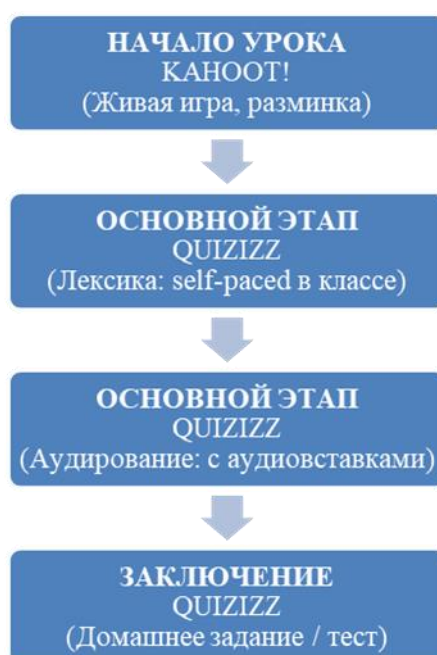 НАЧАЛО УРОКА
KAHOOT!
(Живая игра, разминка)
ОСНОВНОЙ ЭТАП
QUIZIZZ
(Лексика: self-paced в классе)
ОСНОВНОЙ ЭТАП
QUIZIZZ
(Аудирование: с аудиовставками)
ЗАКЛЮЧЕНИЕ
QUIZIZZ
(Домашнее задание / тест)